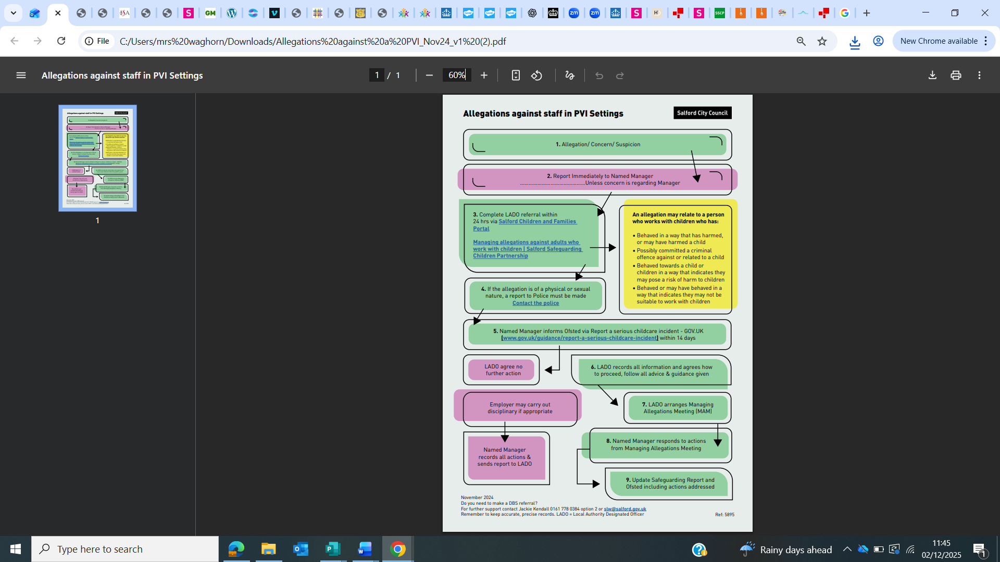 File
C:/Users/mrs%20waghorn/Downloads/Allegations%20against%20a%20PVI_Nov24_v1%20(2).pdf
New Chrome available
Allegations against staff in PVI Settings
1 / 1
60%
1
Allegations against staff in PVI Settings
Salford City Council
1. Allegation/ Concern/ Suspicion
2. Report Immediately to Named Manager
..............................................Unless concern is regarding Manager
3. Complete LADO referral within
24 hrs via Salford Children and Families
Portal
Managing allegations against adults who
work with children | Salford Safeguarding
Children Partnership
An allegation may relate to a person
who works with children who has:
• Behaved in a way that has harmed,
or may have harmed a child
• Possibly committed a criminal
offence against or related to a child
• Behaved towards a child or
children in a way that indicates they
may pose a risk of harm to children
• Behaved or may have behaved in a
way that indicates they may not be
suitable to work with children
4. If the allegation is of a physical or sexual
nature, a report to Police must be made
Contact the police
5. Named Manager informs Ofsted via Report a serious childcare incident - GOV.UK
(www.gov.uk/guidance/report-a-serious-childcare-incident) within 14 days
LADO agree no
further action
6. LADO records all information and agrees how
to proceed, follow all advice & guidance given
Employer may carry out
disciplinary if appropriate
7. LADO arranges Managing
Allegations Meeting (MAM)
Named Manager
records all actions &
sends report to LADO
8. Named Manager responds to actions
from Managing Allegations Meeting
9. Update Safeguarding Report and
Ofsted including actions addressed
November 2024
Do you need to make a DBS referral?
For further support contact Jackie Kendall 0161 778 0384 option 2 or slw@salford.gov.uk
Remember to keep accurate, precise records. LADO = Local Authority Designated Officer
Ref: 5895
Type here to search
Rainy days ahead
11:45
02/12/2025
1